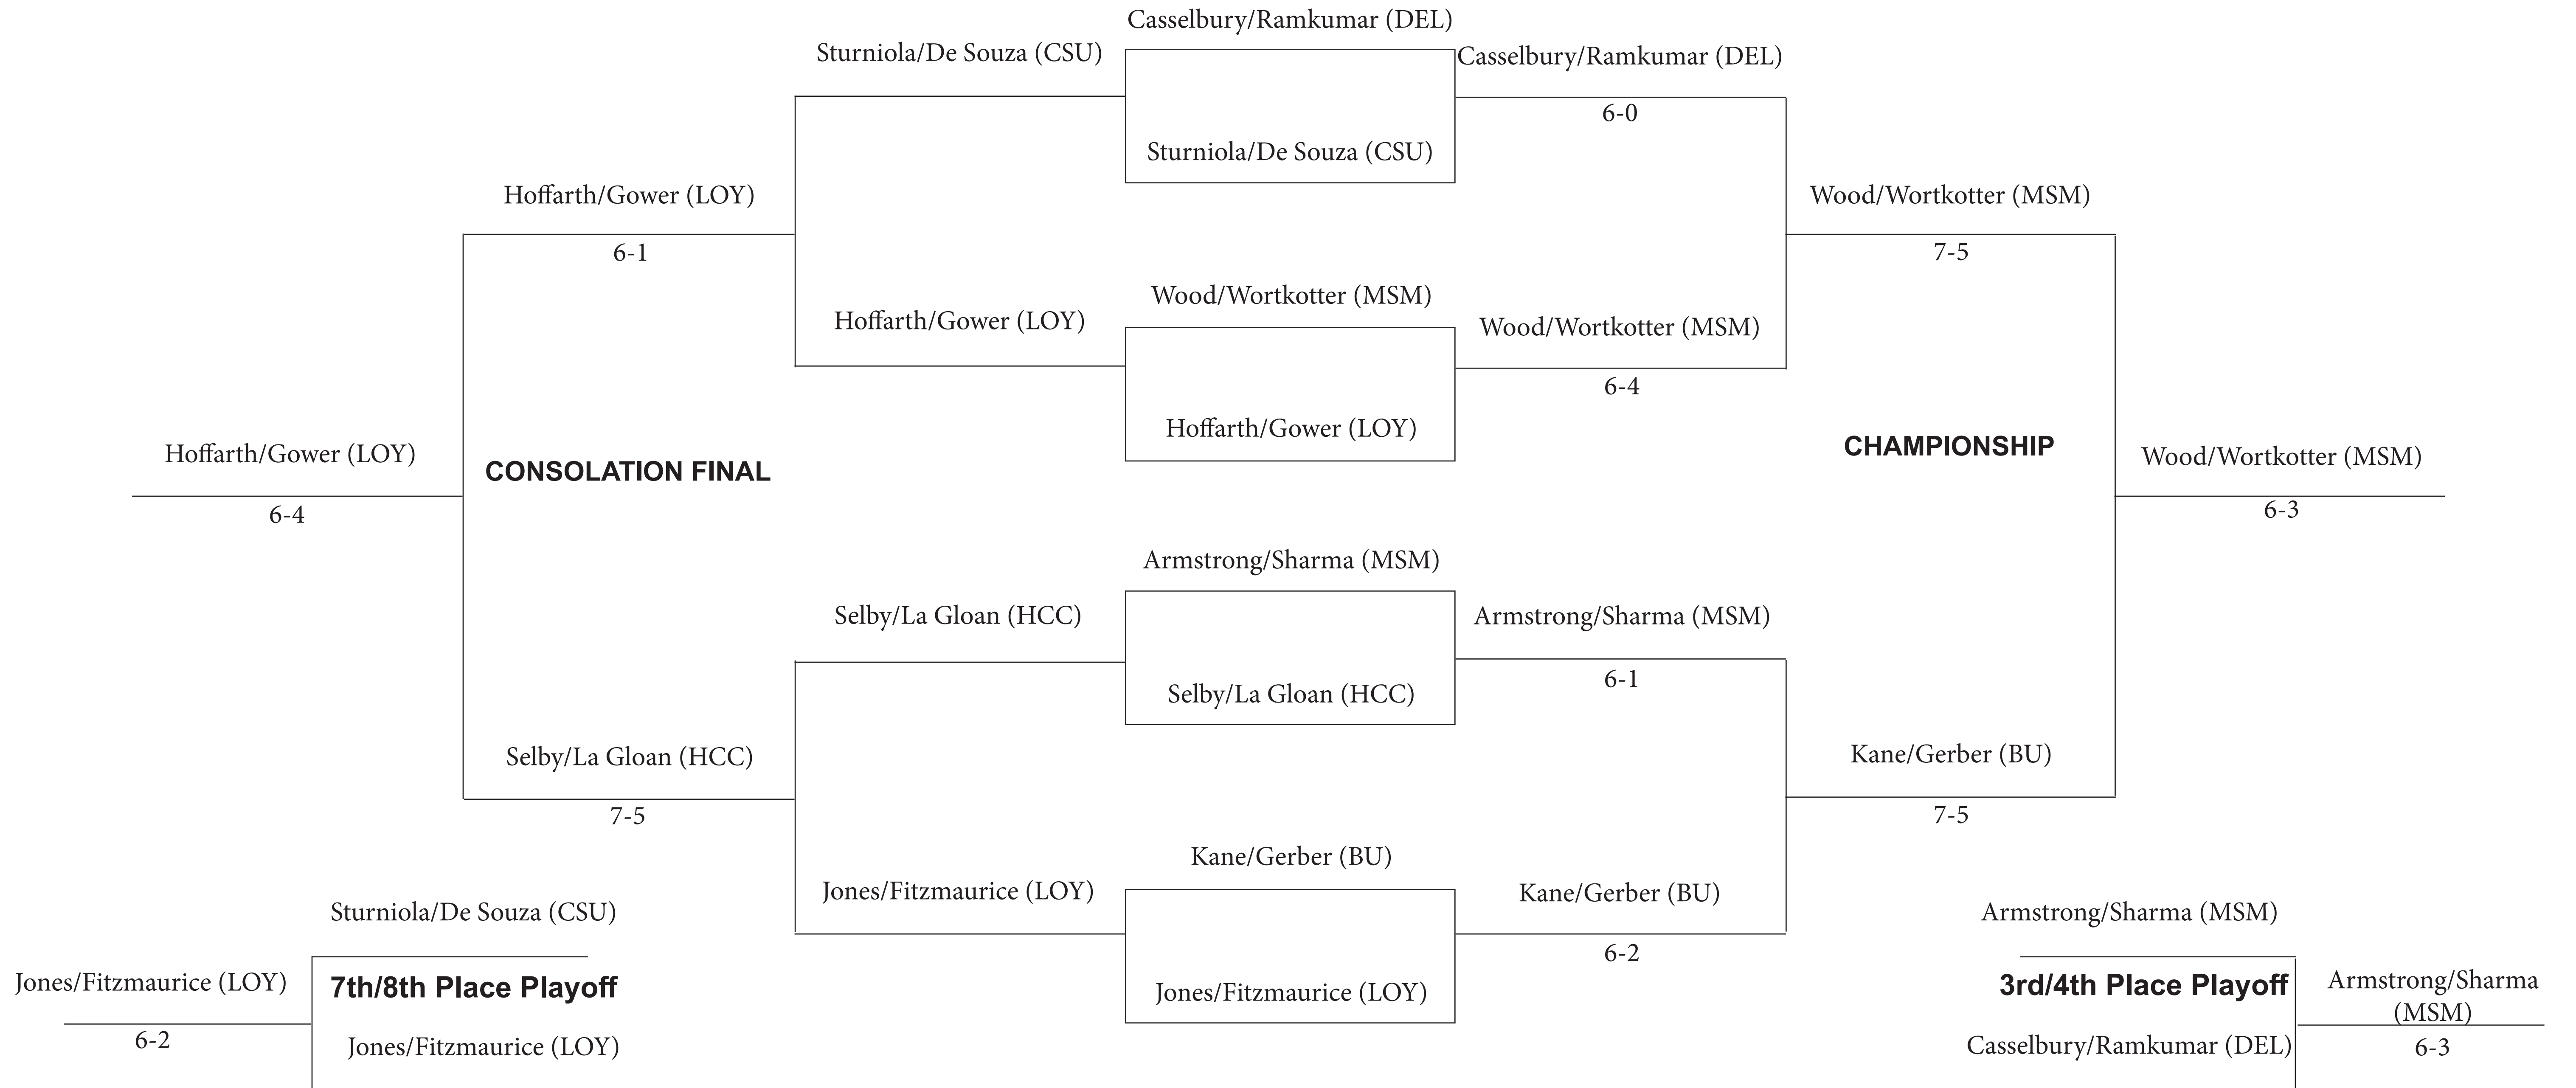 Casselbury/Ramkumar (DEL)
Sturniola/De Souza (CSU)
Casselbury/Ramkumar (DEL)
6-0
Sturniola/De Souza (CSU)
Hoffarth/Gower (LOY)
6-1
Wood/Wortkotter (MSM)
7-5
Hoffarth/Gower (LOY)
Wood/Wortkotter (MSM)
Wood/Wortkotter (MSM)
6-4
Hoffarth/Gower (LOY)
Hoffarth/Gower (LOY)
6-4
CONSOLATION FINAL
CHAMPIONSHIP
Wood/Wortkotter (MSM)
6-3
Armstrong/Sharma (MSM)
Selby/La Gloan (HCC)
Armstrong/Sharma (MSM)
6-1
Selby/La Gloan (HCC)
Selby/La Gloan (HCC)
7-5
Kane/Gerber (BU)
7-5
Kane/Gerber (BU)
Jones/Fitzmaurice (LOY)
Kane/Gerber (BU)
6-2
Jones/Fitzmaurice (LOY)
Sturniola/De Souza (CSU)
Jones/Fitzmaurice (LOY)
6-2
7th/8th Place Playoff
Jones/Fitzmaurice (LOY)
Armstrong/Sharma (MSM)
3rd/4th Place Playoff
Casselbury/Ramkumar (DEL)
Armstrong/Sharma
(MSM)
6-3